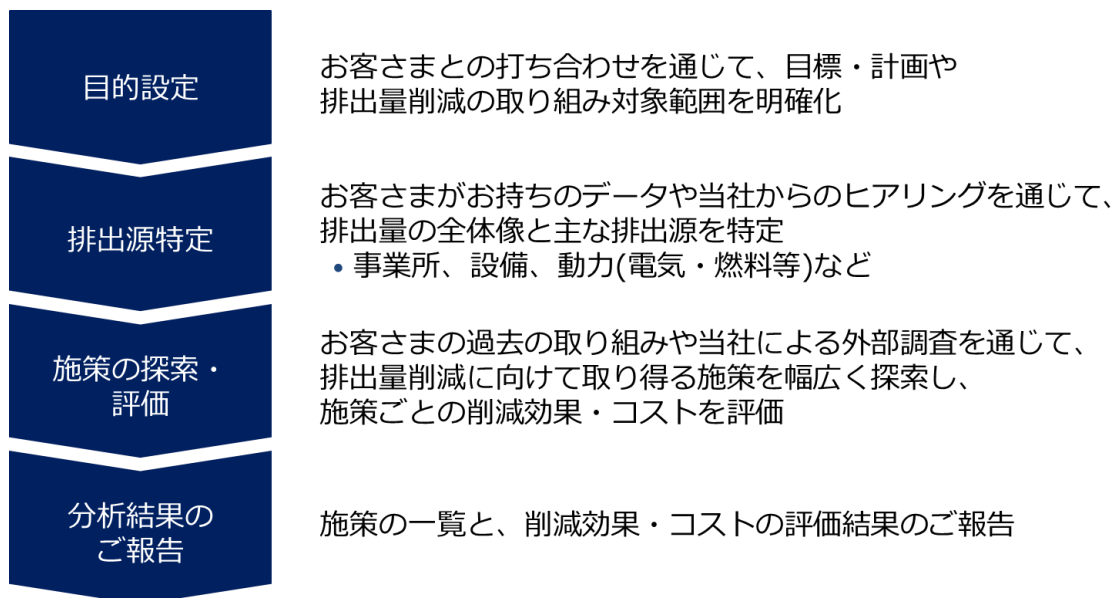 目的設定
お客さまとの打ち合わせを通じて、目標・計画や
排出量削減の取り組み対象範囲を明確化
排出源特定
お客さまがお持ちのデータや当社からのヒアリングを通じて、
排出量の全体像と主な排出源を特定
• 事業所、設備、動力(電気・燃料等)など
施策の探索・
評価
お客さまの過去の取り組みや当社による外部調査を通じて、
排出量削減に向けて取り得る施策を幅広く探索し、
施策ごとの削減効果・コストを評価
分析結果の
ご報告
施策の一覧と、削減効果・コストの評価結果のご報告